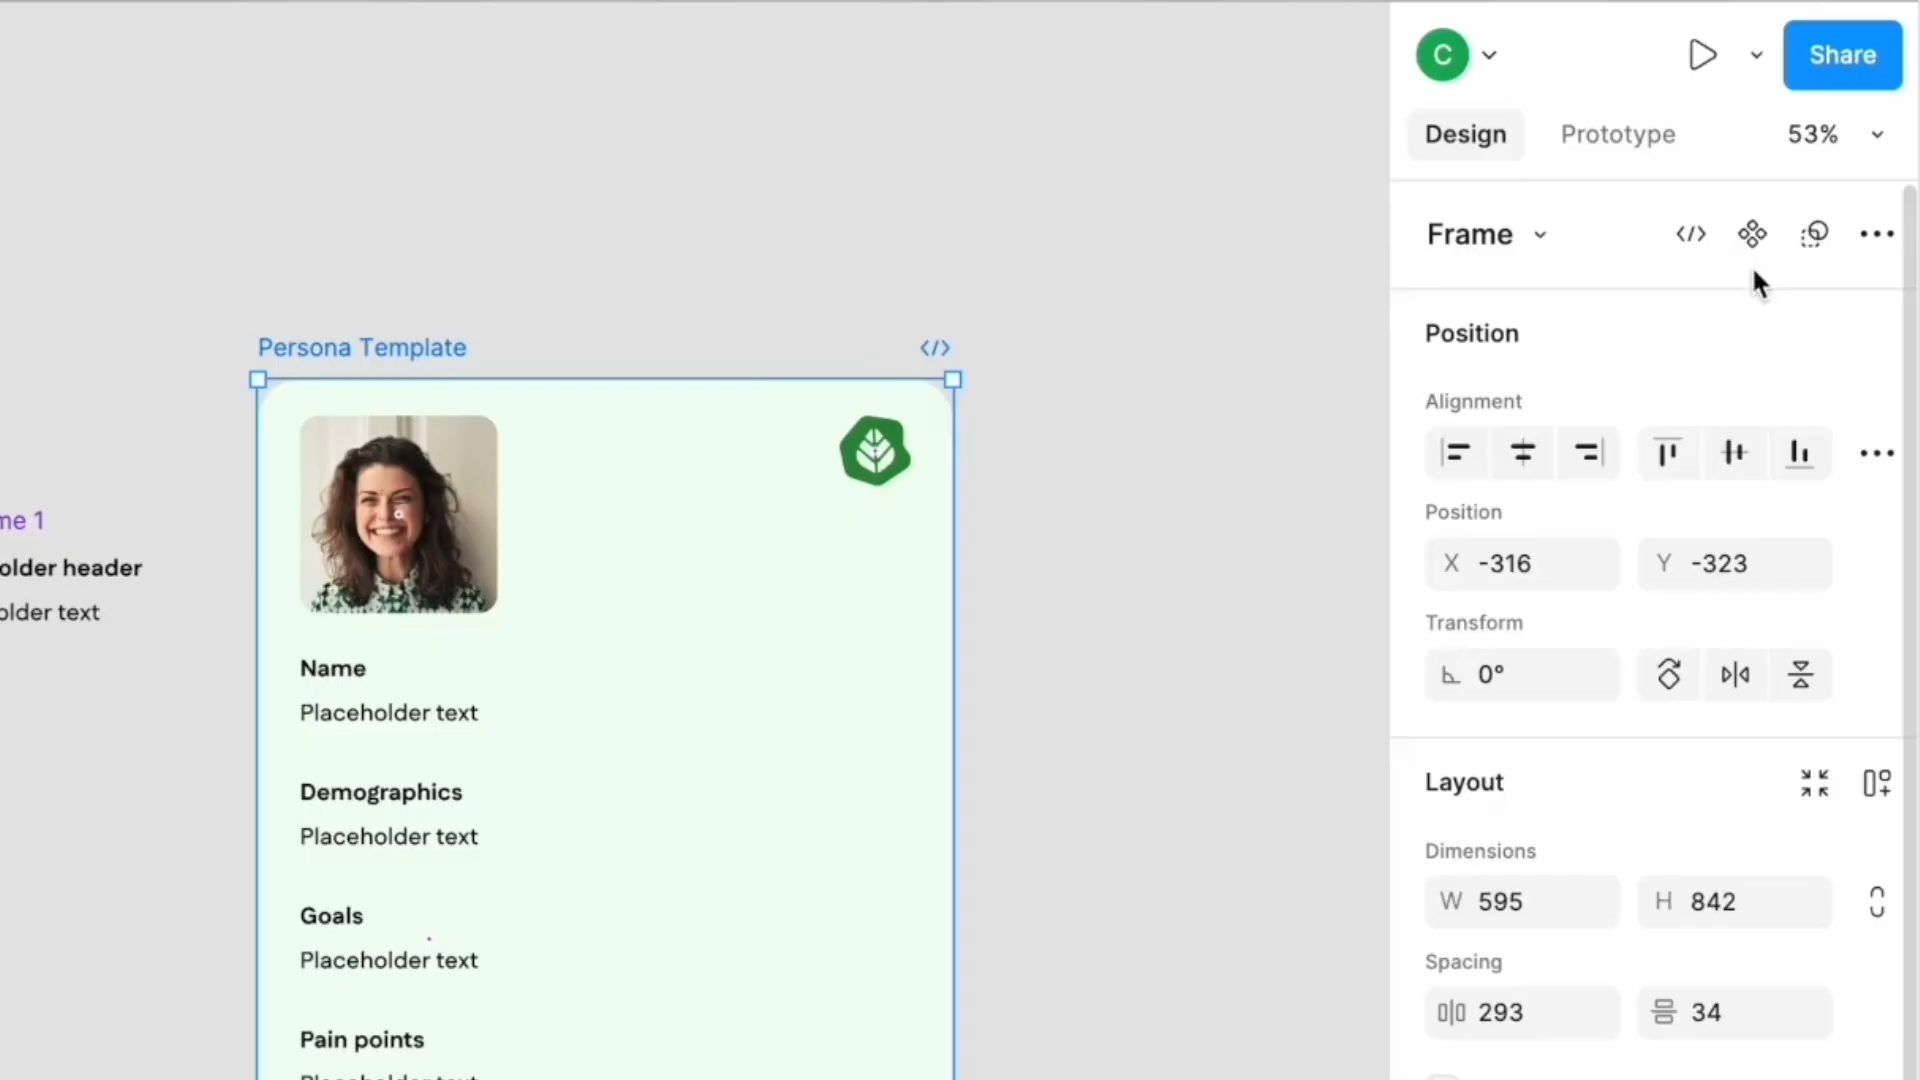 C
Share
Design
Prototype
53%
Frame
Position
Alignment
Position
X -316
Y -323
Transform
0°
Layout
Dimensions
W 595
H 842
Spacing
293
34
Persona Template
me 1
older header
older text
Name
Placeholder text
Demographics
Placeholder text
Goals
Placeholder text
Pain points